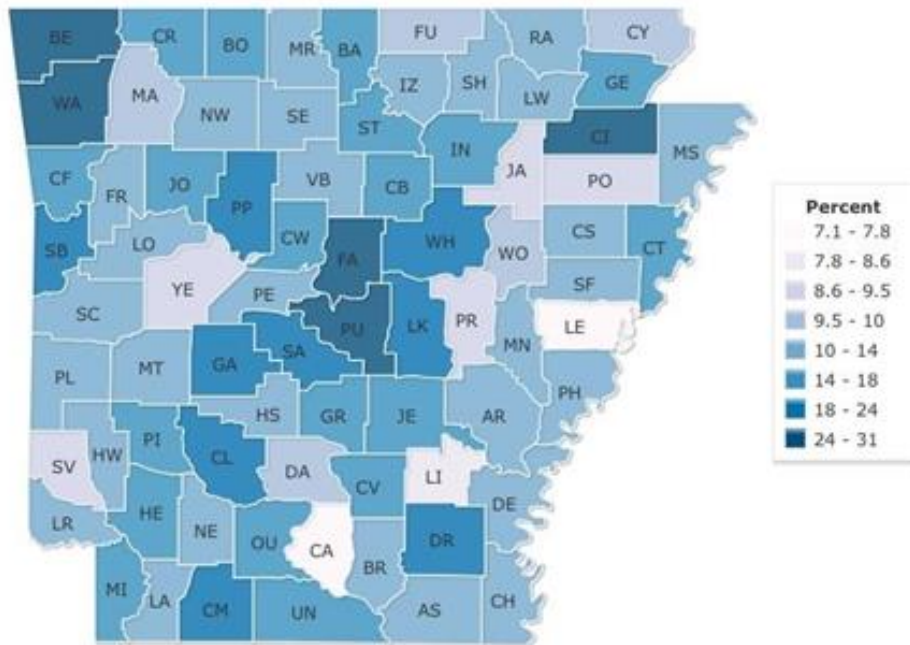 BE CR BO MR BA FU RA CY
WA MA NW SE ST IZ SH LW GE
CF FR JO PP VB CB IN JA CI MS
PO
SB LO CW FA WH WO CS CT
SC YE PE PU LK PR MN SF LE
PL MT GA SA HS GR JE AR PH
SV HW PI CL DA CV LI DE
LR HE NE OU CA BR DR
MI LA CM UN AS CH
Percent
7.1 - 7.8
7.8 - 8.6
8.6 - 9.5
9.5 - 10
10 - 14
14 - 18
18 - 24
24 - 31